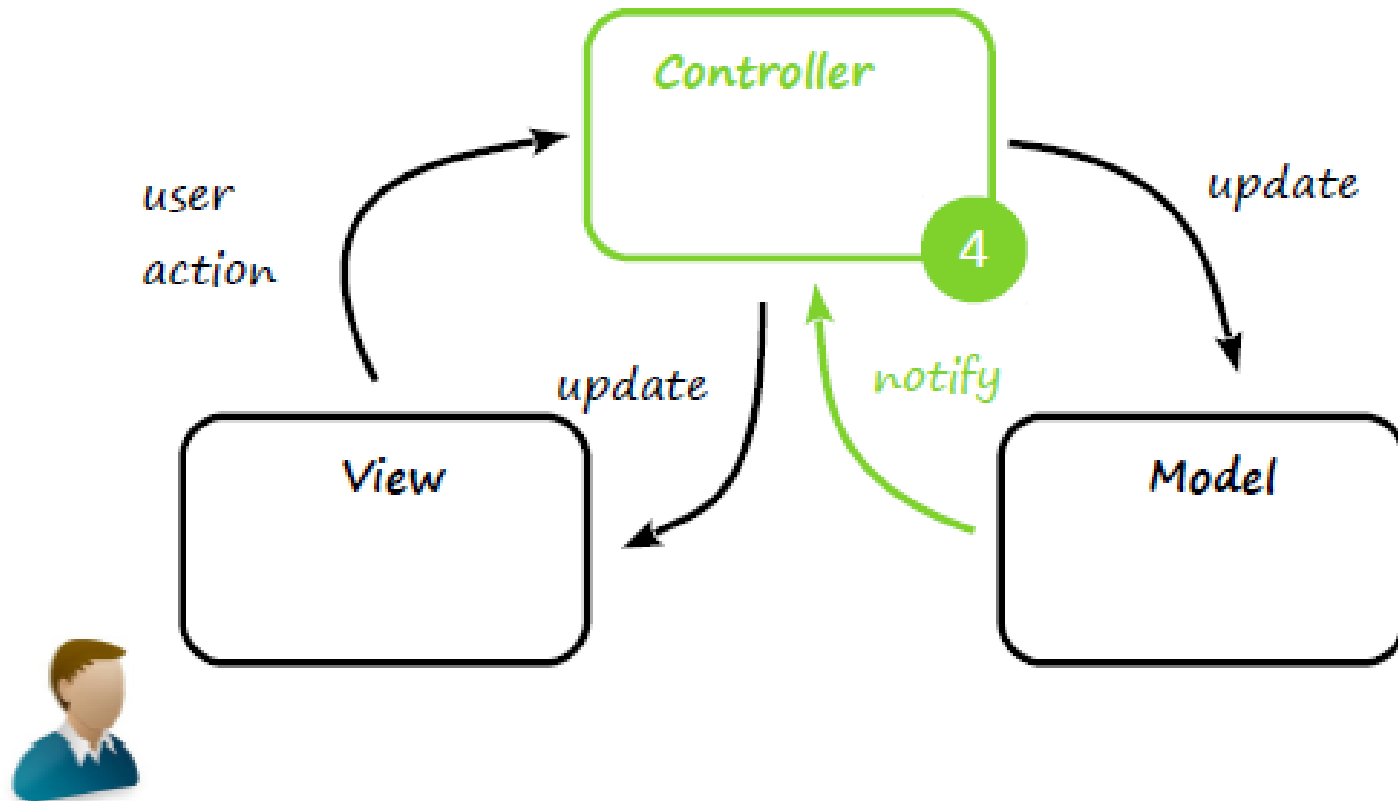 Controller
user
action
update
4
update
notify
View
Model